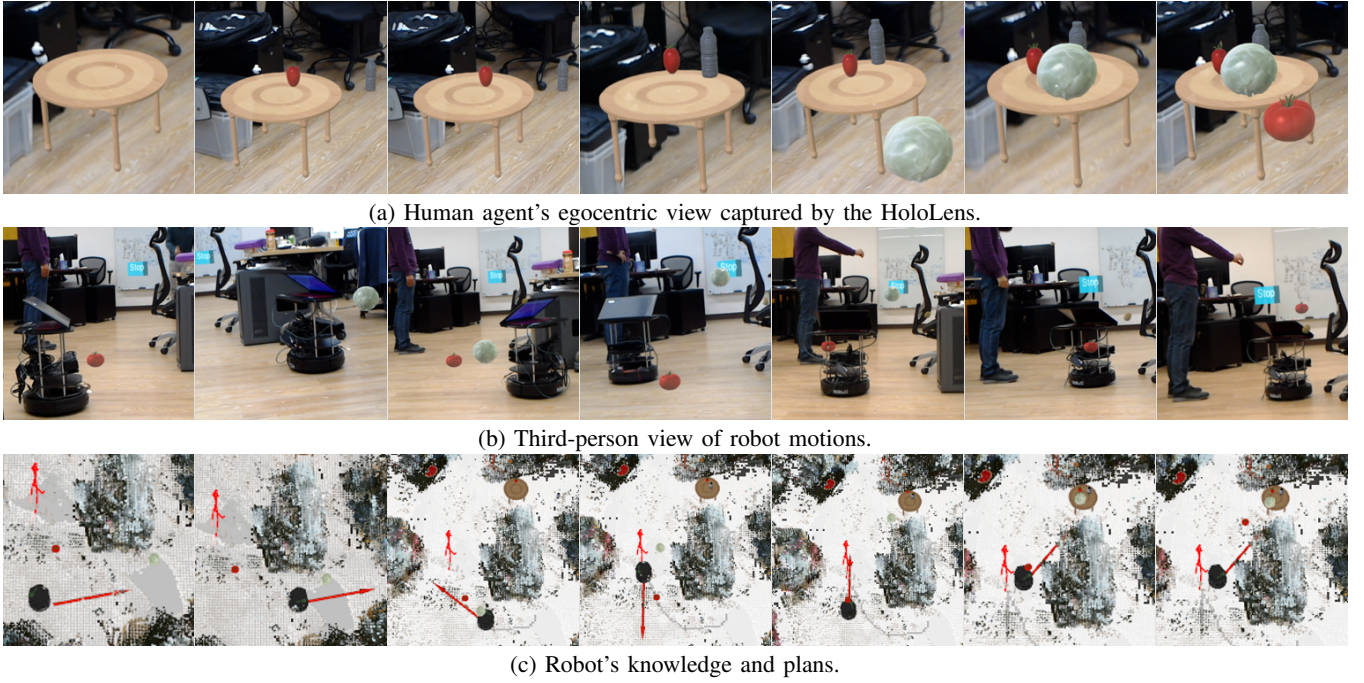 (a) Human agent's egocentric view captured by the HoloLens.
Stop
Stop
Stop
Stop
Stop
Stop
Stop
(b) Third-person view of robot motions.
(c) Robot's knowledge and plans.